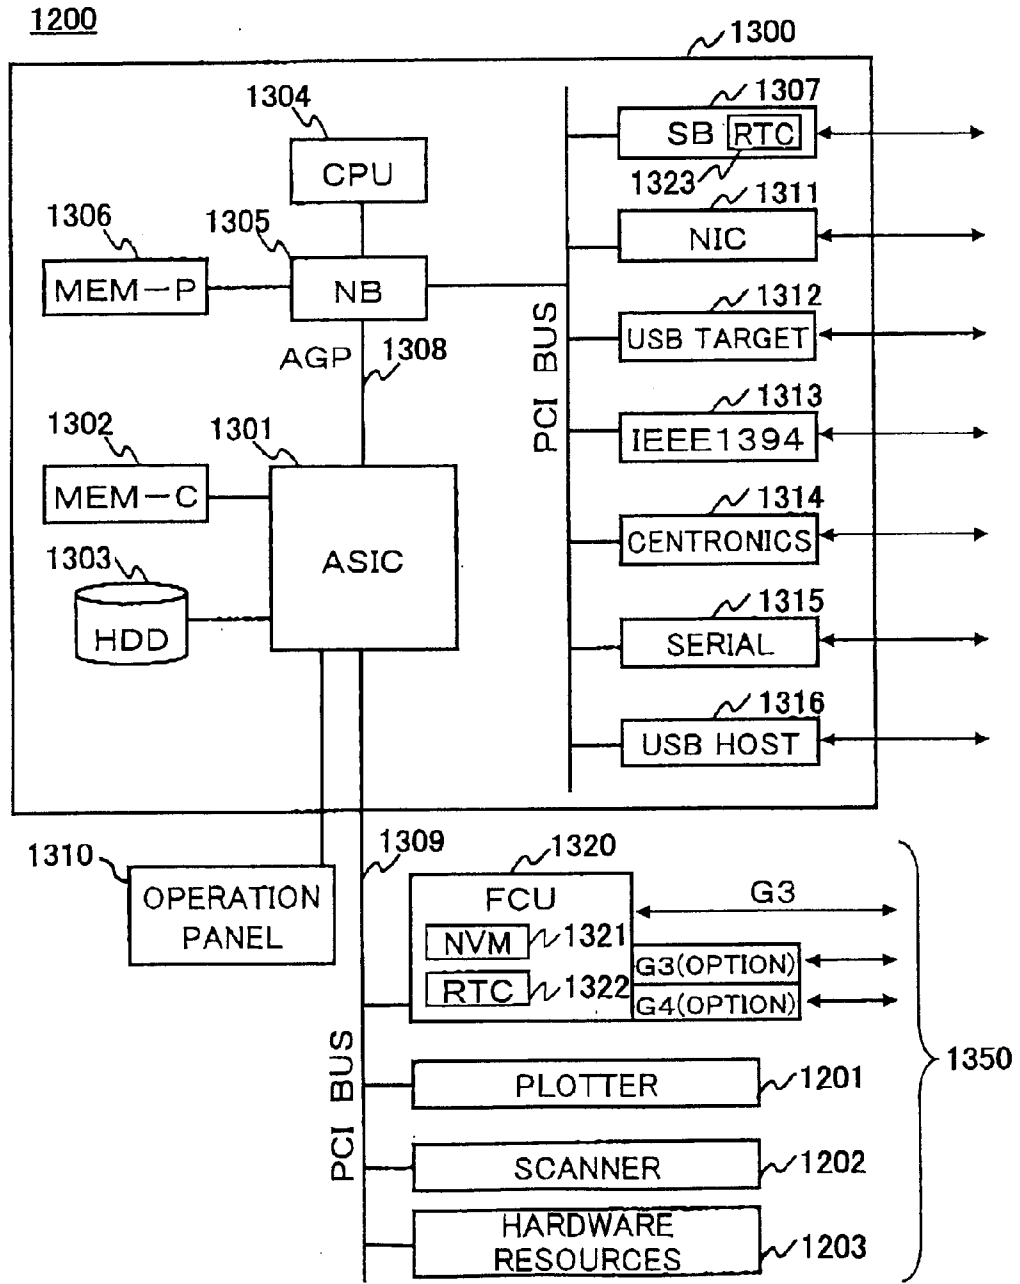 1200
1300
1304
CPU
1307
SB RTC
1323
1306
MEM-P
1305
NB
1311
NIC
AGP
1308
PCI BUS
1312
USB TARGET
1313
IEEE1394
1302
MEM-C
1301
ASIC
1314
CENTRONICS
1303
HDD
1315
SERIAL
1316
USB HOST
1310
OPERATION
PANEL
1309
PCI BUS
1320
FCU
NVM 1321
RTC 1322
G3
G3(OPTION)
G4(OPTION)
1350
PLOTTER 1201
SCANNER 1202
HARDWARE
RESOURCES 1203